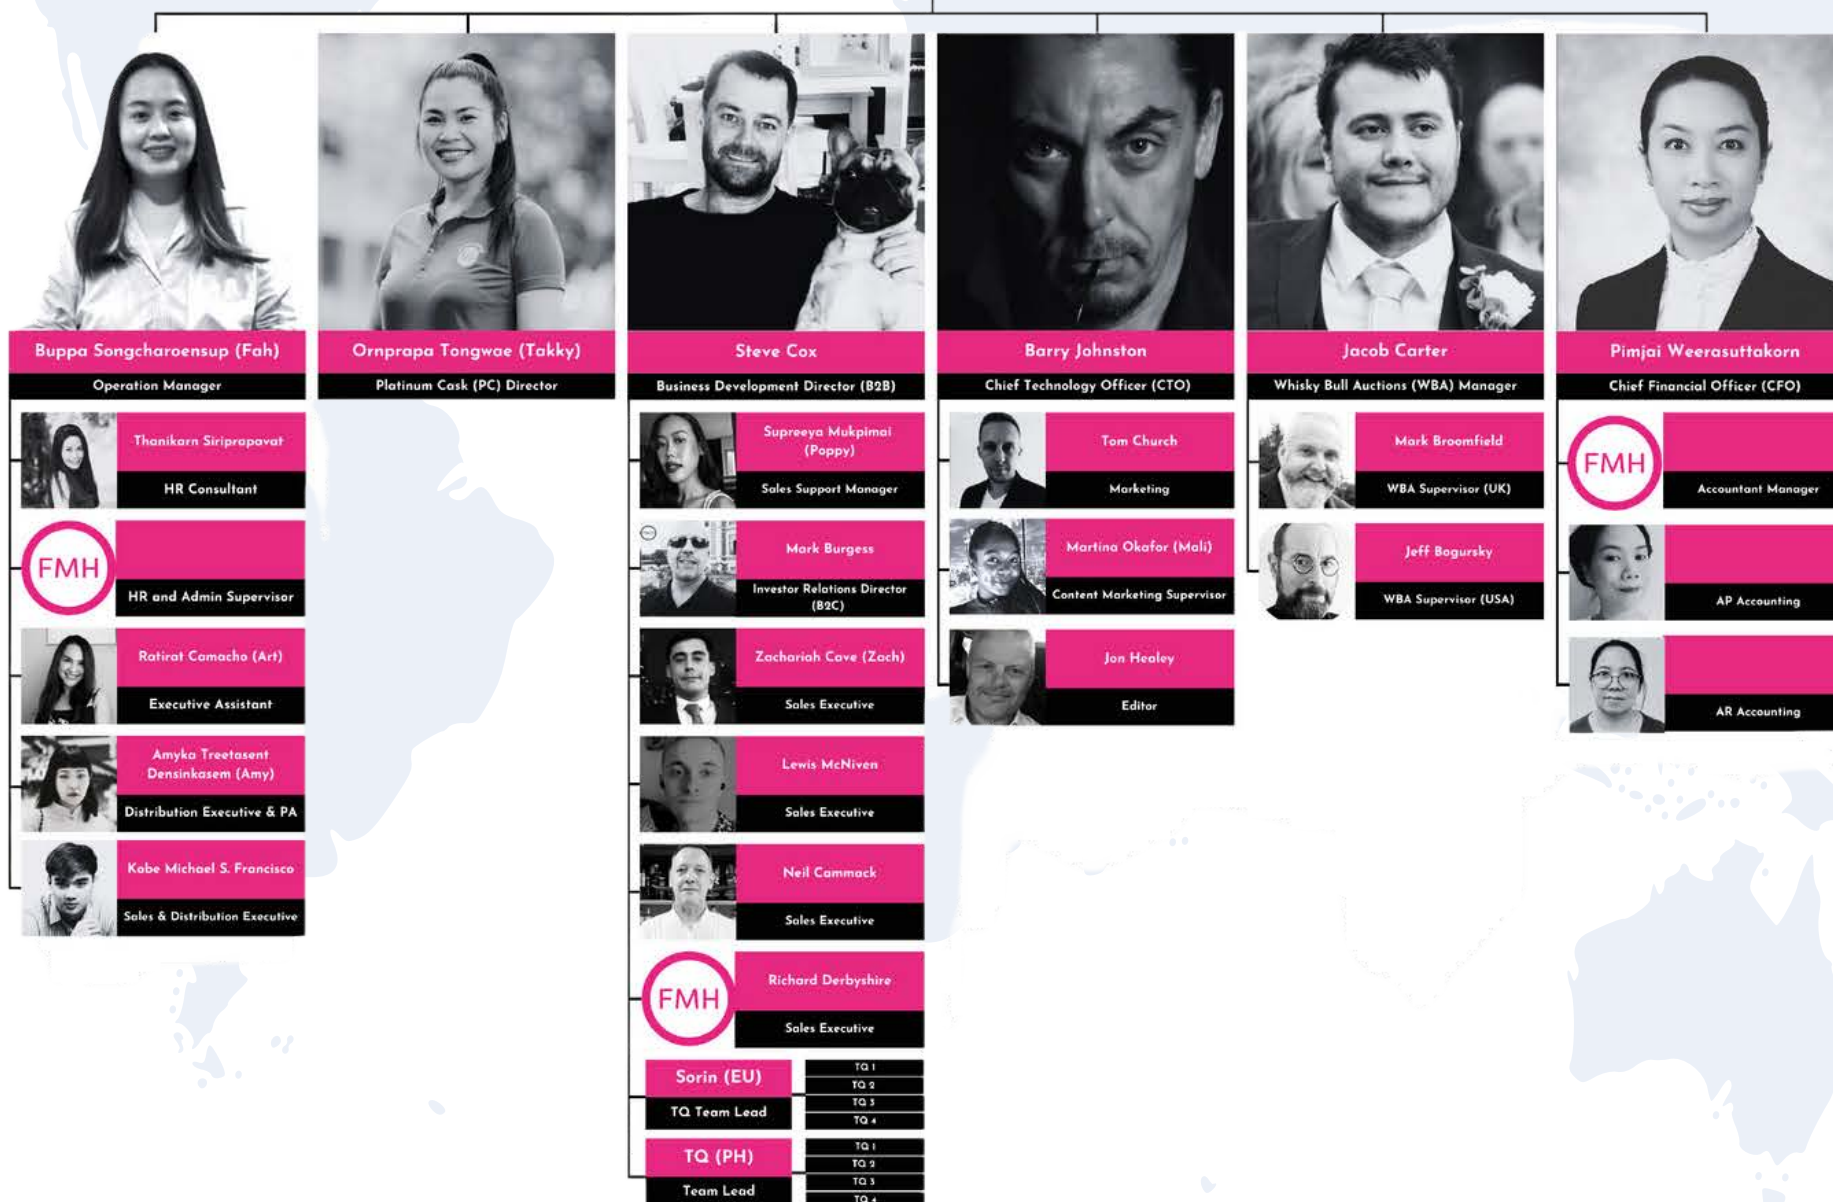 Buppa Songcharoensup (Fah)
Operation Manager
Thanikarn Siriprapavat
HR Consultant
FMH
HR and Admin Supervisor
Ratirat Camacho (Art)
Executive Assistant
Amyka Treetasent
Densinkasem (Amy)
Distribution Executive & PA
Kobe Michael S. Francisco
Sales & Distribution Executive
Ornprapa Tongwae (Takky)
Platinum Cask (PC) Director
Steve Cox
Business Development Director (B2B)
Supreeya Mukpimai
(Poppy)
Sales Support Manager
Mark Burgess
Investor Relations Director
(B2C)
Zachariah Cave (Zach)
Sales Executive
Lewis McNiven
Sales Executive
Neil Cammack
Sales Executive
FMH
Richard Derbyshire
Sales Executive
Sorin (EU)
TQ Team Lead
TQ 1
TQ 2
TQ 3
TQ 4
TQ (PH)
Team Lead
TQ 1
TQ 2
TQ 3
TQ 4
Barry Johnston
Chief Technology Officer (CTO)
Tom Church
Marketing
Martina Okafor (Mali)
Content Marketing Supervisor
Jon Healey
Editor
Jacob Carter
Whisky Bull Auctions (WBA) Manager
Mark Broomfield
WBA Supervisor (UK)
Jeff Bogursky
WBA Supervisor (USA)
Pimjai Weerasuttakorn
Chief Financial Officer (CFO)
FMH
Accountant Manager
AP Accounting
AR Accounting